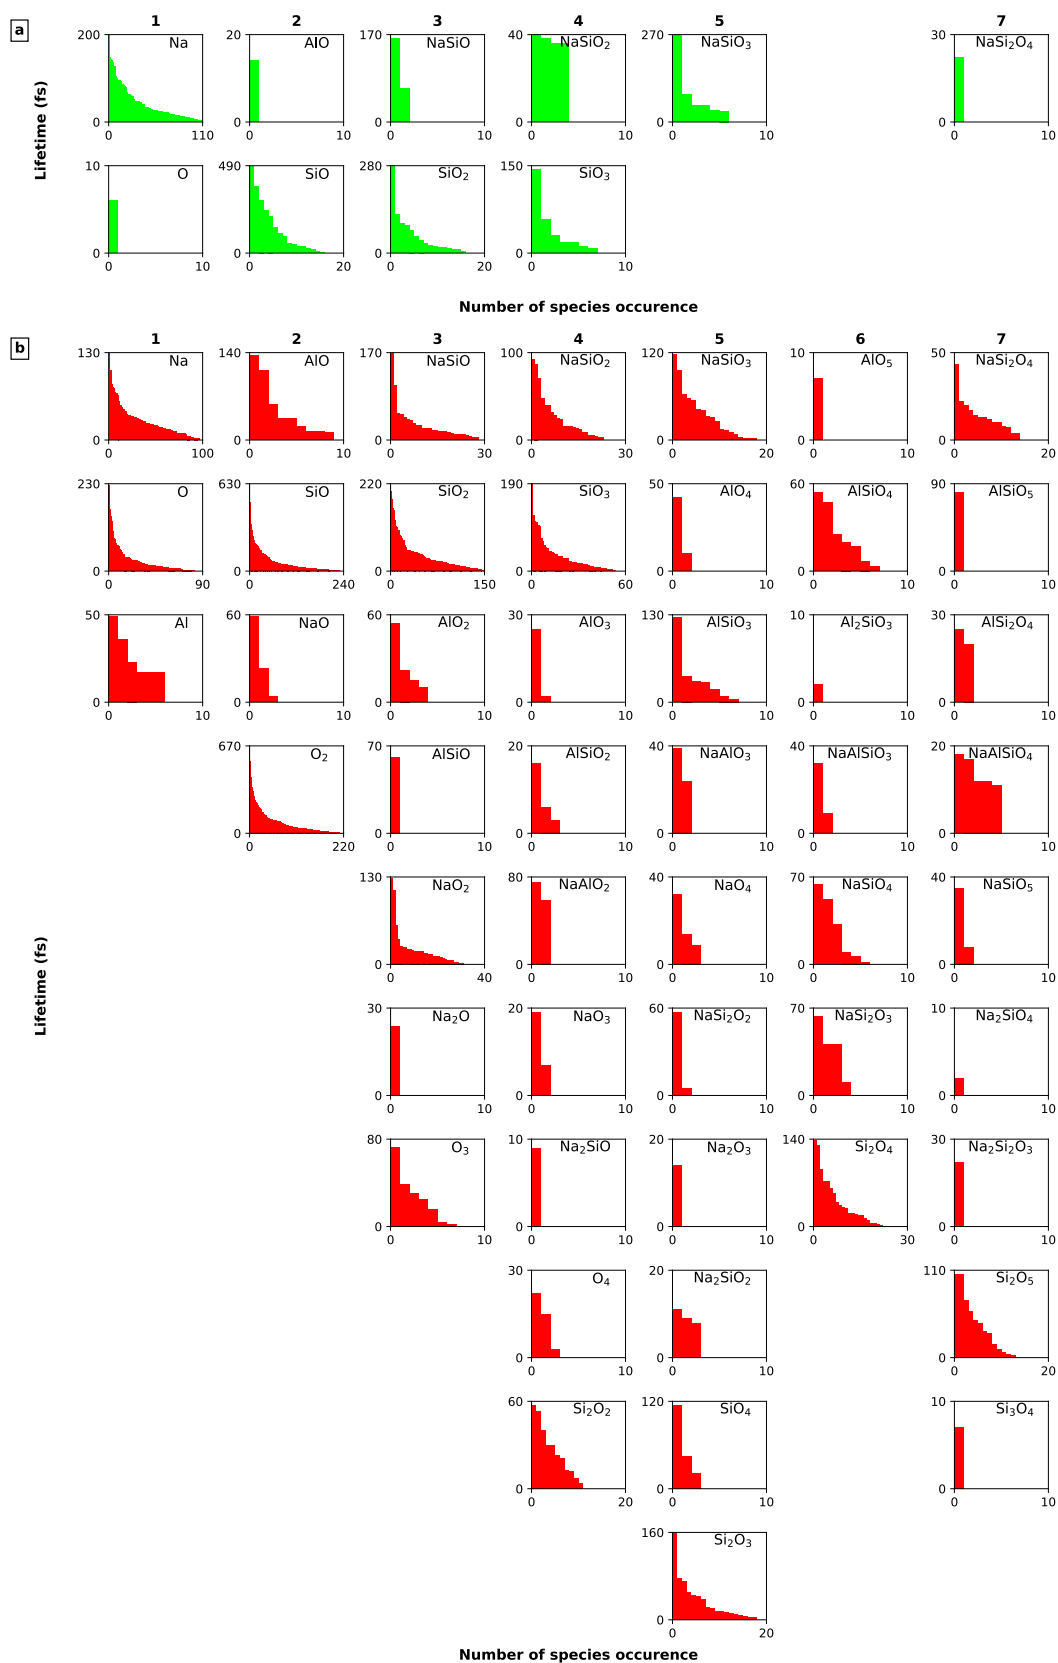 a
1 2 3 4 5 7
200 20 170 40 270 30
Na AlO NaSiO NaSiO₂ NaSiO₃ NaSi₂O₄
0 0 0 0 0 0
0 110 0 10 0 10 0 10 0 10 0 10
Lifetime (fs)
10 490 280 150
O SiO SiO₂ SiO₃
0 0 0 0
0 10 0 20 0 20 0 10
Number of species occurence
b
1 2 3 4 5 6 7
130 140 170 100 120 10 50
Na AlO NaSiO NaSiO₂ NaSiO₃ AlO₅ NaSi₂O₄
0 0 0 0 0 0 0
0 100 0 10 0 30 0 30 0 20 0 10 0 20
230 630 220 190 50 60 90
O SiO SiO₂ SiO₃ AlO₄ AlSiO₄ AlSiO₅
0 0 0 0 0 0 0
0 90 0 240 0 150 0 60 0 10 0 10 0 10
50 60 60 30 130 10 30
Al NaO AlO₂ AlO₃ AlSiO₃ Al₂SiO₃ AlSi₂O₄
0 0 0 0 0 0 0
0 10 0 10 0 10 0 10 0 10 0 10 0 10
670 70 20 40 40 20
O₂ AlSiO AlSiO₂ NaAlO₃ NaAlSiO₃ NaAlSiO₄
0 0 0 0 0 0
0 220 0 10 0 10 0 10 0 10 0 10
130 80 40 70 40
NaO₂ NaAlO₂ NaO₄ NaSiO₄ NaSiO₅
0 0 0 0 0
0 40 0 10 0 10 0 10 0 10
Lifetime (fs)
30 20 60 70 10
Na₂O NaO₃ NaSi₂O₂ NaSi₂O₃ Na₂SiO₄
0 0 0 0 0
0 10 0 10 0 10 0 10 0 10
80 10 20 140 30
O₃ Na₂SiO Na₂O₃ Si₂O₄ Na₂Si₂O₃
0 0 0 0 0
0 10 0 10 0 10 0 30 0 10
30 20 110
O₄ Na₂SiO₂ Si₂O₅
0 0 0
0 10 0 10 0 20
60 120 10
Si₂O₂ SiO₄ Si₃O₄
0 0 0
0 20 0 10 0 10
160
Si₂O₃
0
0 20
Number of species occurence